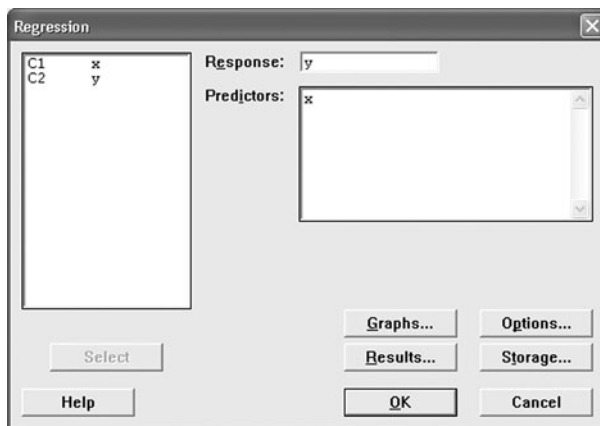 Regression
C1 x
C2 y
Response: y
Predictors: x
Select
Graphs...
Options...
Results...
Storage...
Help
OK
Cancel